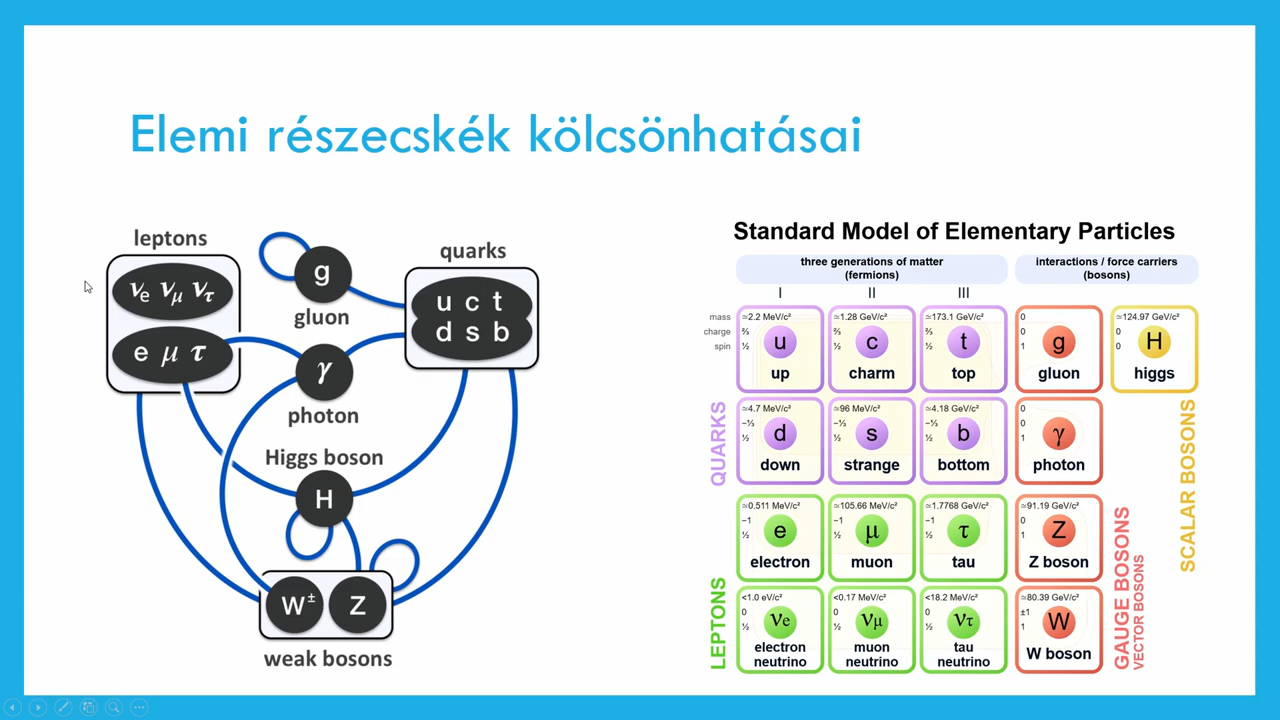 Elemi részecskék kölcsönhatásai
leptons
νe νμ ντ
e μ τ
g
gluon
quarks
u c t
d s b
γ
photon
Higgs boson
H
W± Z
weak bosons
Standard Model of Elementary Particles
three generations of matter
(fermions)
interactions / force carriers
(bosons)
I II III
mass
charge
spin
≃2.2 MeV/c²
⅔
½
u
up
≃1.28 GeV/c²
⅔
½
c
charm
≃173.1 GeV/c²
⅔
½
t
top
0
0
1
g
gluon
≃124.97 GeV/c²
0
0
H
higgs
QUARKS
≃4.7 MeV/c²
−⅓
½
d
down
≃96 MeV/c²
−⅓
½
s
strange
≃4.18 GeV/c²
−⅓
½
b
bottom
0
0
1
γ
photon
SCALAR BOSONS
LEPTONS
≃0.511 MeV/c²
−1
½
e
electron
≃105.66 MeV/c²
−1
½
μ
muon
≃1.7768 GeV/c²
−1
½
τ
tau
≃91.19 GeV/c²
0
1
Z
Z boson
<1.0 eV/c²
0
½
νe
electron
neutrino
<0.17 MeV/c²
0
½
νμ
muon
neutrino
<18.2 MeV/c²
0
½
ντ
tau
neutrino
≃80.39 GeV/c²
±1
1
W
W boson
GAUGE BOSONS
VECTOR BOSONS